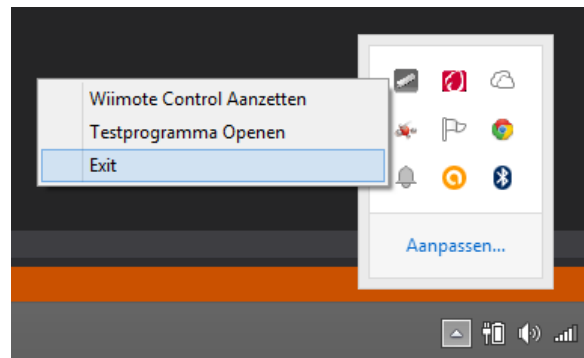 Wiimote Control Aanzetten
Testprogramma Openen
Exit
Aanpassen...